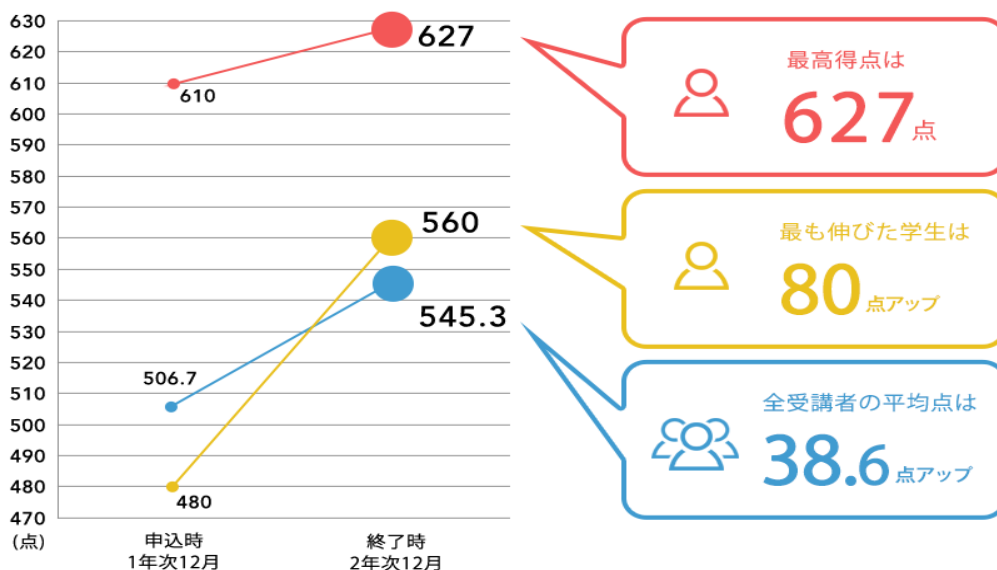 630
620
610
600
590
580
570
560
550
540
530
520
510
500
490
480
470
(点)
627
610
560
545.3
506.7
480
申込時
1年次12月
終了時
2年次12月
最高得点は
627点
最も伸びた学生は
80点アップ
全受講者の平均点は
38.6点アップ